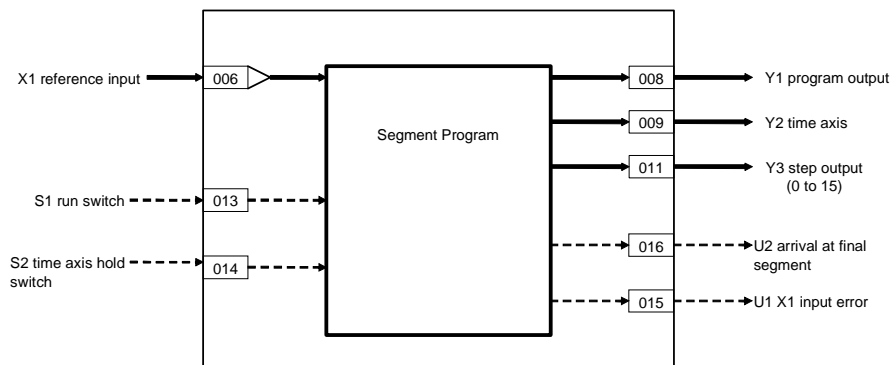 X1 reference input
006
008
Y1 program output
009
Y2 time axis
Segment Program
011
Y3 step output
(0 to 15)
S1 run switch
013
S2 time axis hold
switch
014
016
U2 arrival at final
segment
015
U1 X1 input error